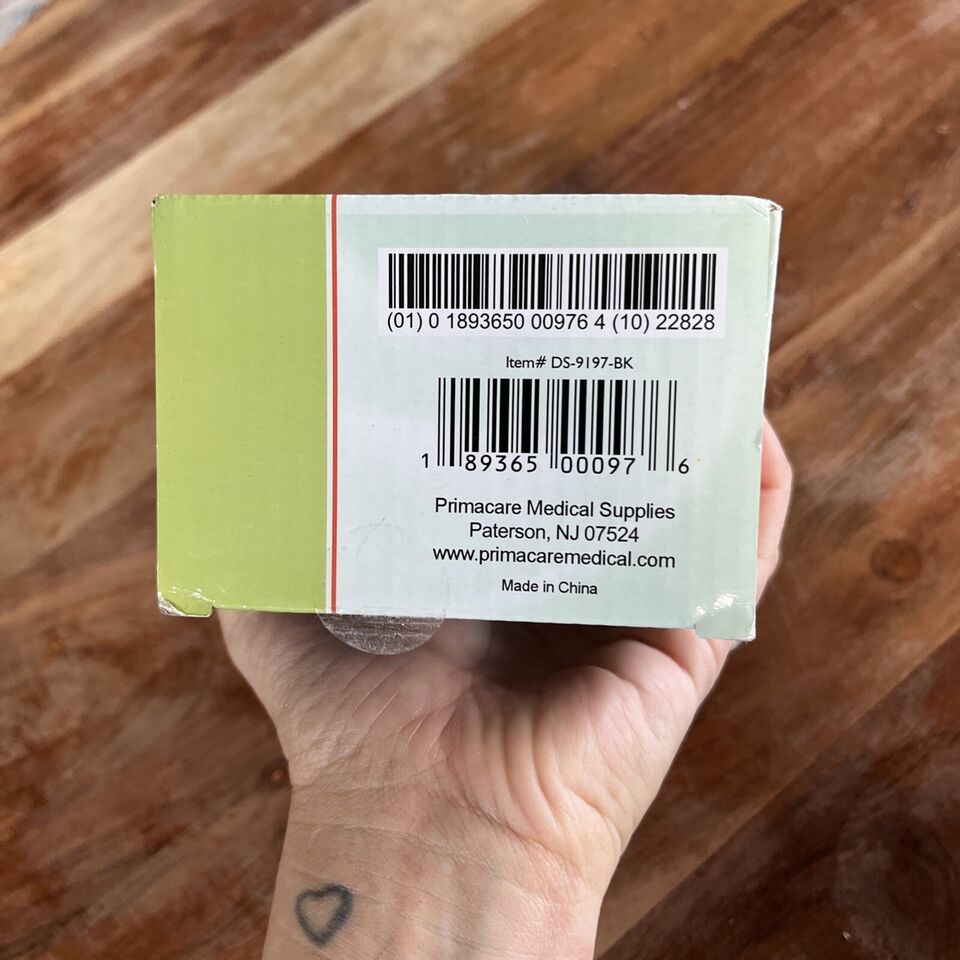 (01) 0 1893650 00976 4 (10) 22828
Item# DS-9197-BK
1 89365 00097 6
Primacare Medical Supplies
Paterson, NJ 07524
www.primacaremedical.com
Made in China